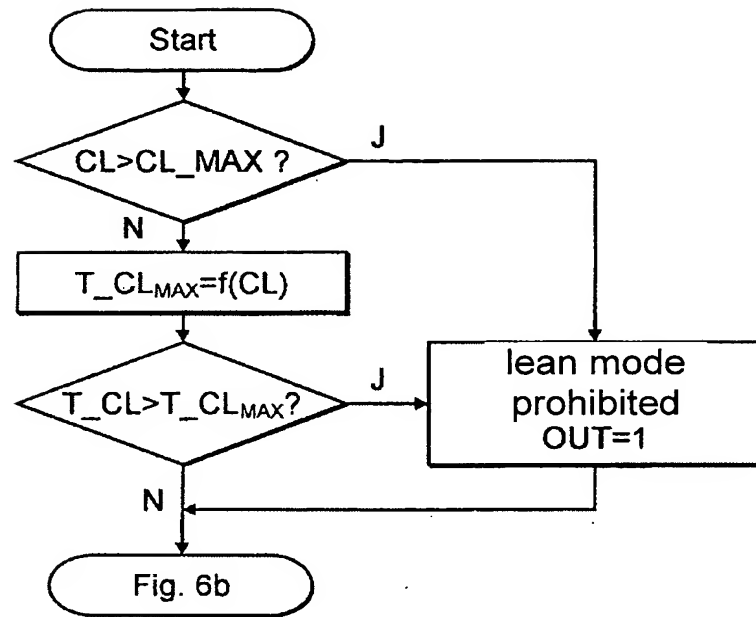 Start
CL>CL_MAX ?
J
N
T_CLMAX=f(CL)
T_CL>T_CLMAX?
J
lean mode
prohibited
OUT=1
N
Fig. 6b